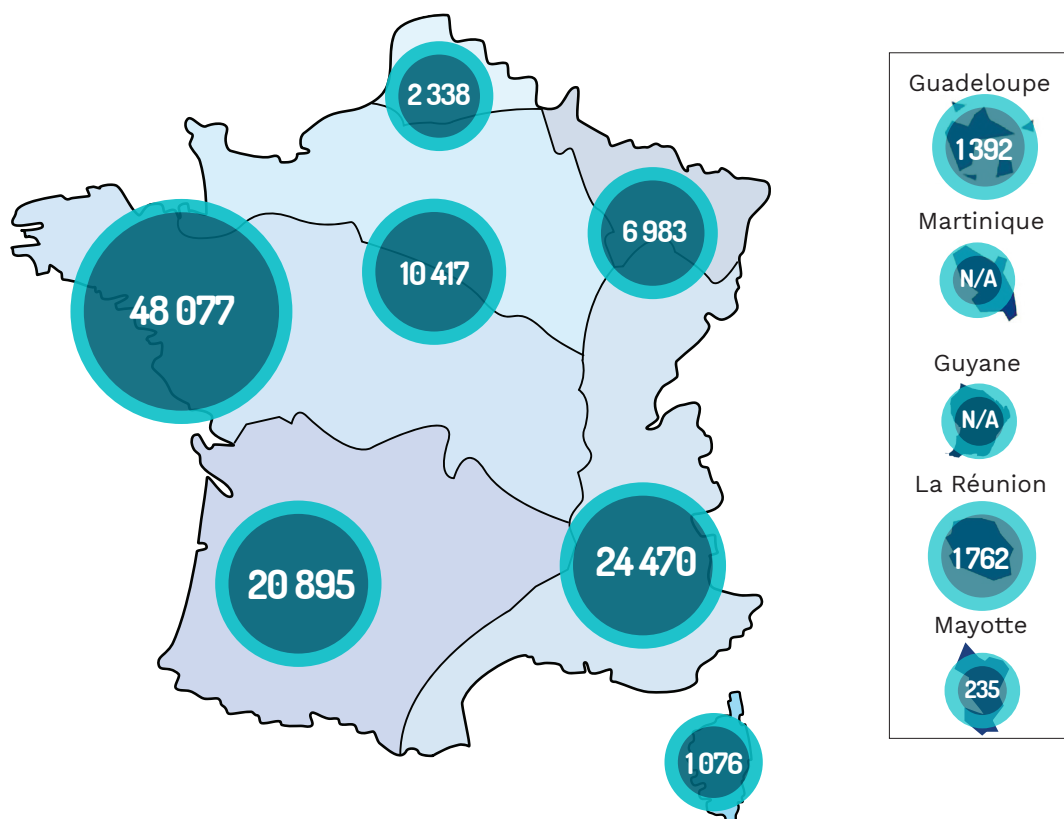 2 338
6 983
10 417
48 077
24 470
20 895
1 076
Guadeloupe
1 392
Martinique
N/A
Guyane
N/A
La Réunion
1 762
Mayotte
235